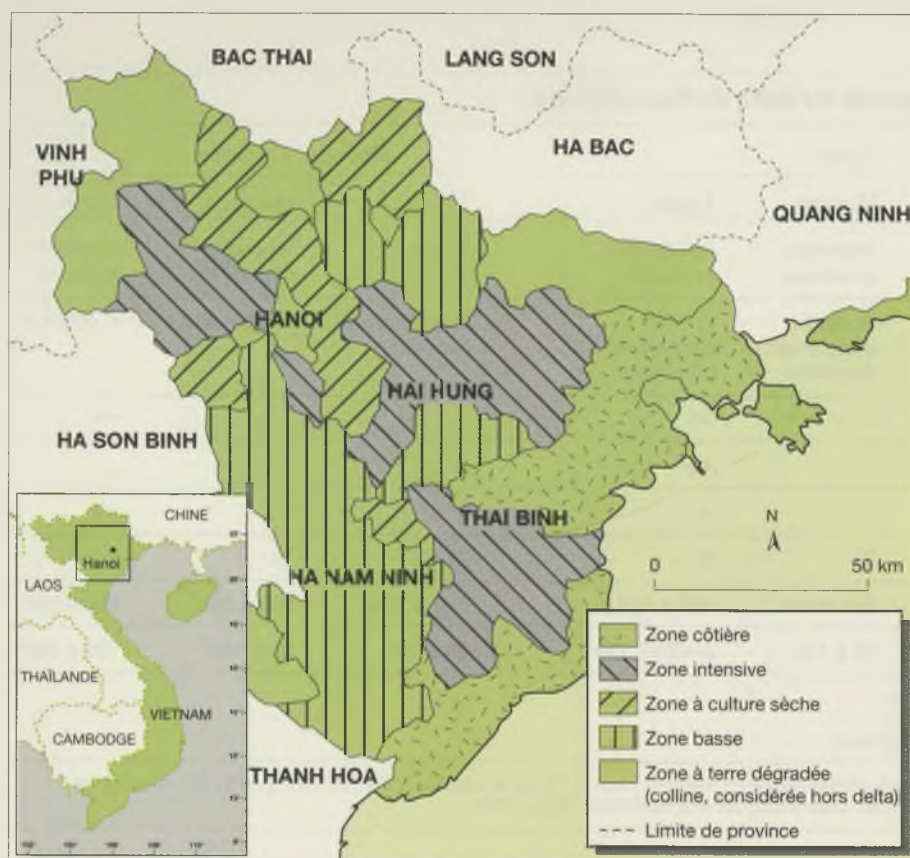 BAC THAI
LANG SON
HA BAC
VINH
PHU
QUANG NINH
HANOI
HAI HUNG
HA SON BINH
THAI BINH
HA NAM NINH
THANH HOA
N
0 50 km
CHINE
Hanoi
LAOS
THAÏLANDE
VIETNAM
CAMBODGE
Zone côtière
Zone intensive
Zone à culture sèche
Zone basse
Zone à terre dégradée
(colline, considérée hors delta)
Limite de province